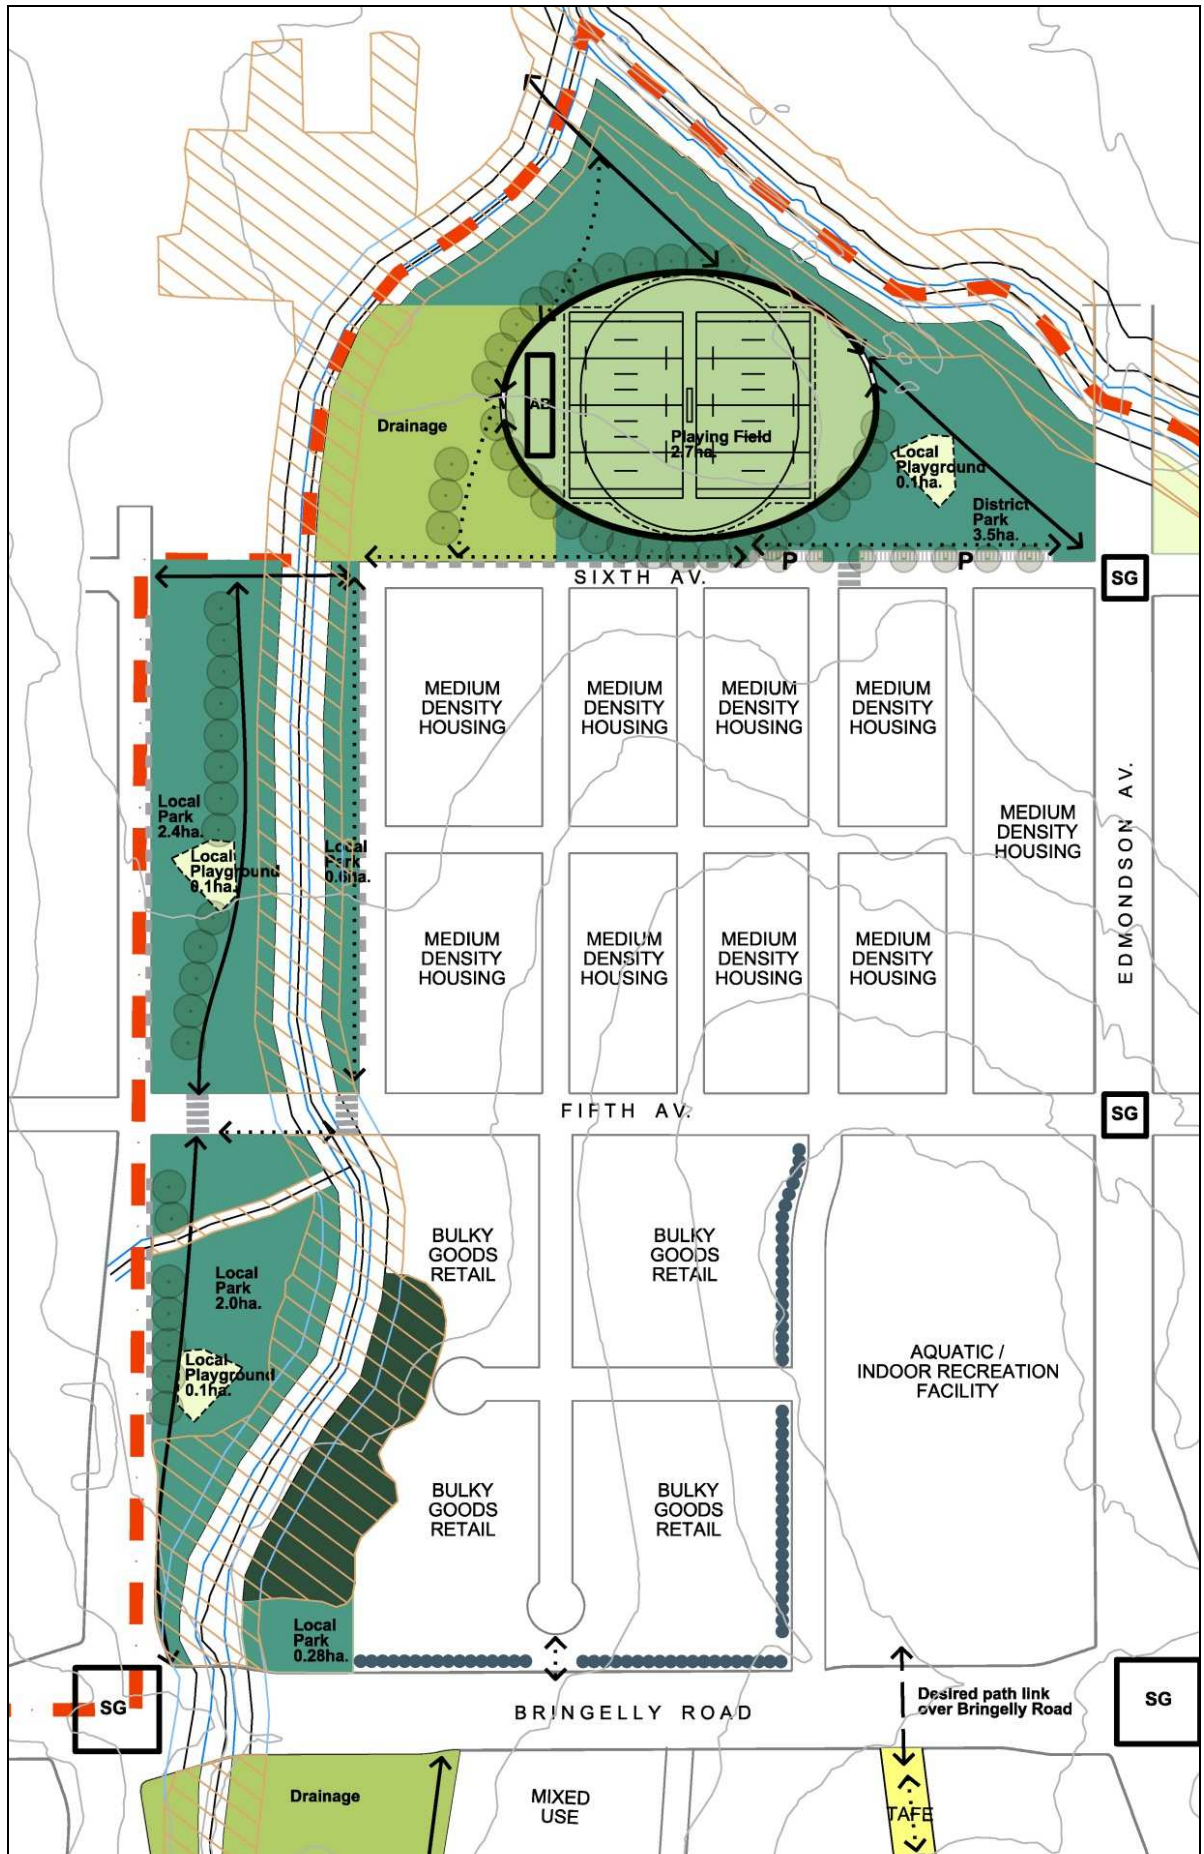 Drainage
AB
Playing Field
2.7ha.
Local
Playground
0.1ha.
District
Park
3.5ha.
P
P
SIXTH AV.
SG
MEDIUM
DENSITY
HOUSING
MEDIUM
DENSITY
HOUSING
MEDIUM
DENSITY
HOUSING
MEDIUM
DENSITY
HOUSING
Local
Park
2.4ha.
Local
Playground
0.1ha.
Local
Park
0.6ha.
MEDIUM
DENSITY
HOUSING
EDMONDSON AV.
MEDIUM
DENSITY
HOUSING
MEDIUM
DENSITY
HOUSING
MEDIUM
DENSITY
HOUSING
MEDIUM
DENSITY
HOUSING
FIFTH AV.
SG
BULKY
GOODS
RETAIL
BULKY
GOODS
RETAIL
Local
Park
2.0ha.
Local
Playground
0.1ha.
AQUATIC /
INDOOR RECREATION
FACILITY
BULKY
GOODS
RETAIL
BULKY
GOODS
RETAIL
Local
Park
0.28ha.
SG
BRINGELLY ROAD
Desired path link
over Bringelly Road
SG
Drainage
MIXED
USE
TAFE